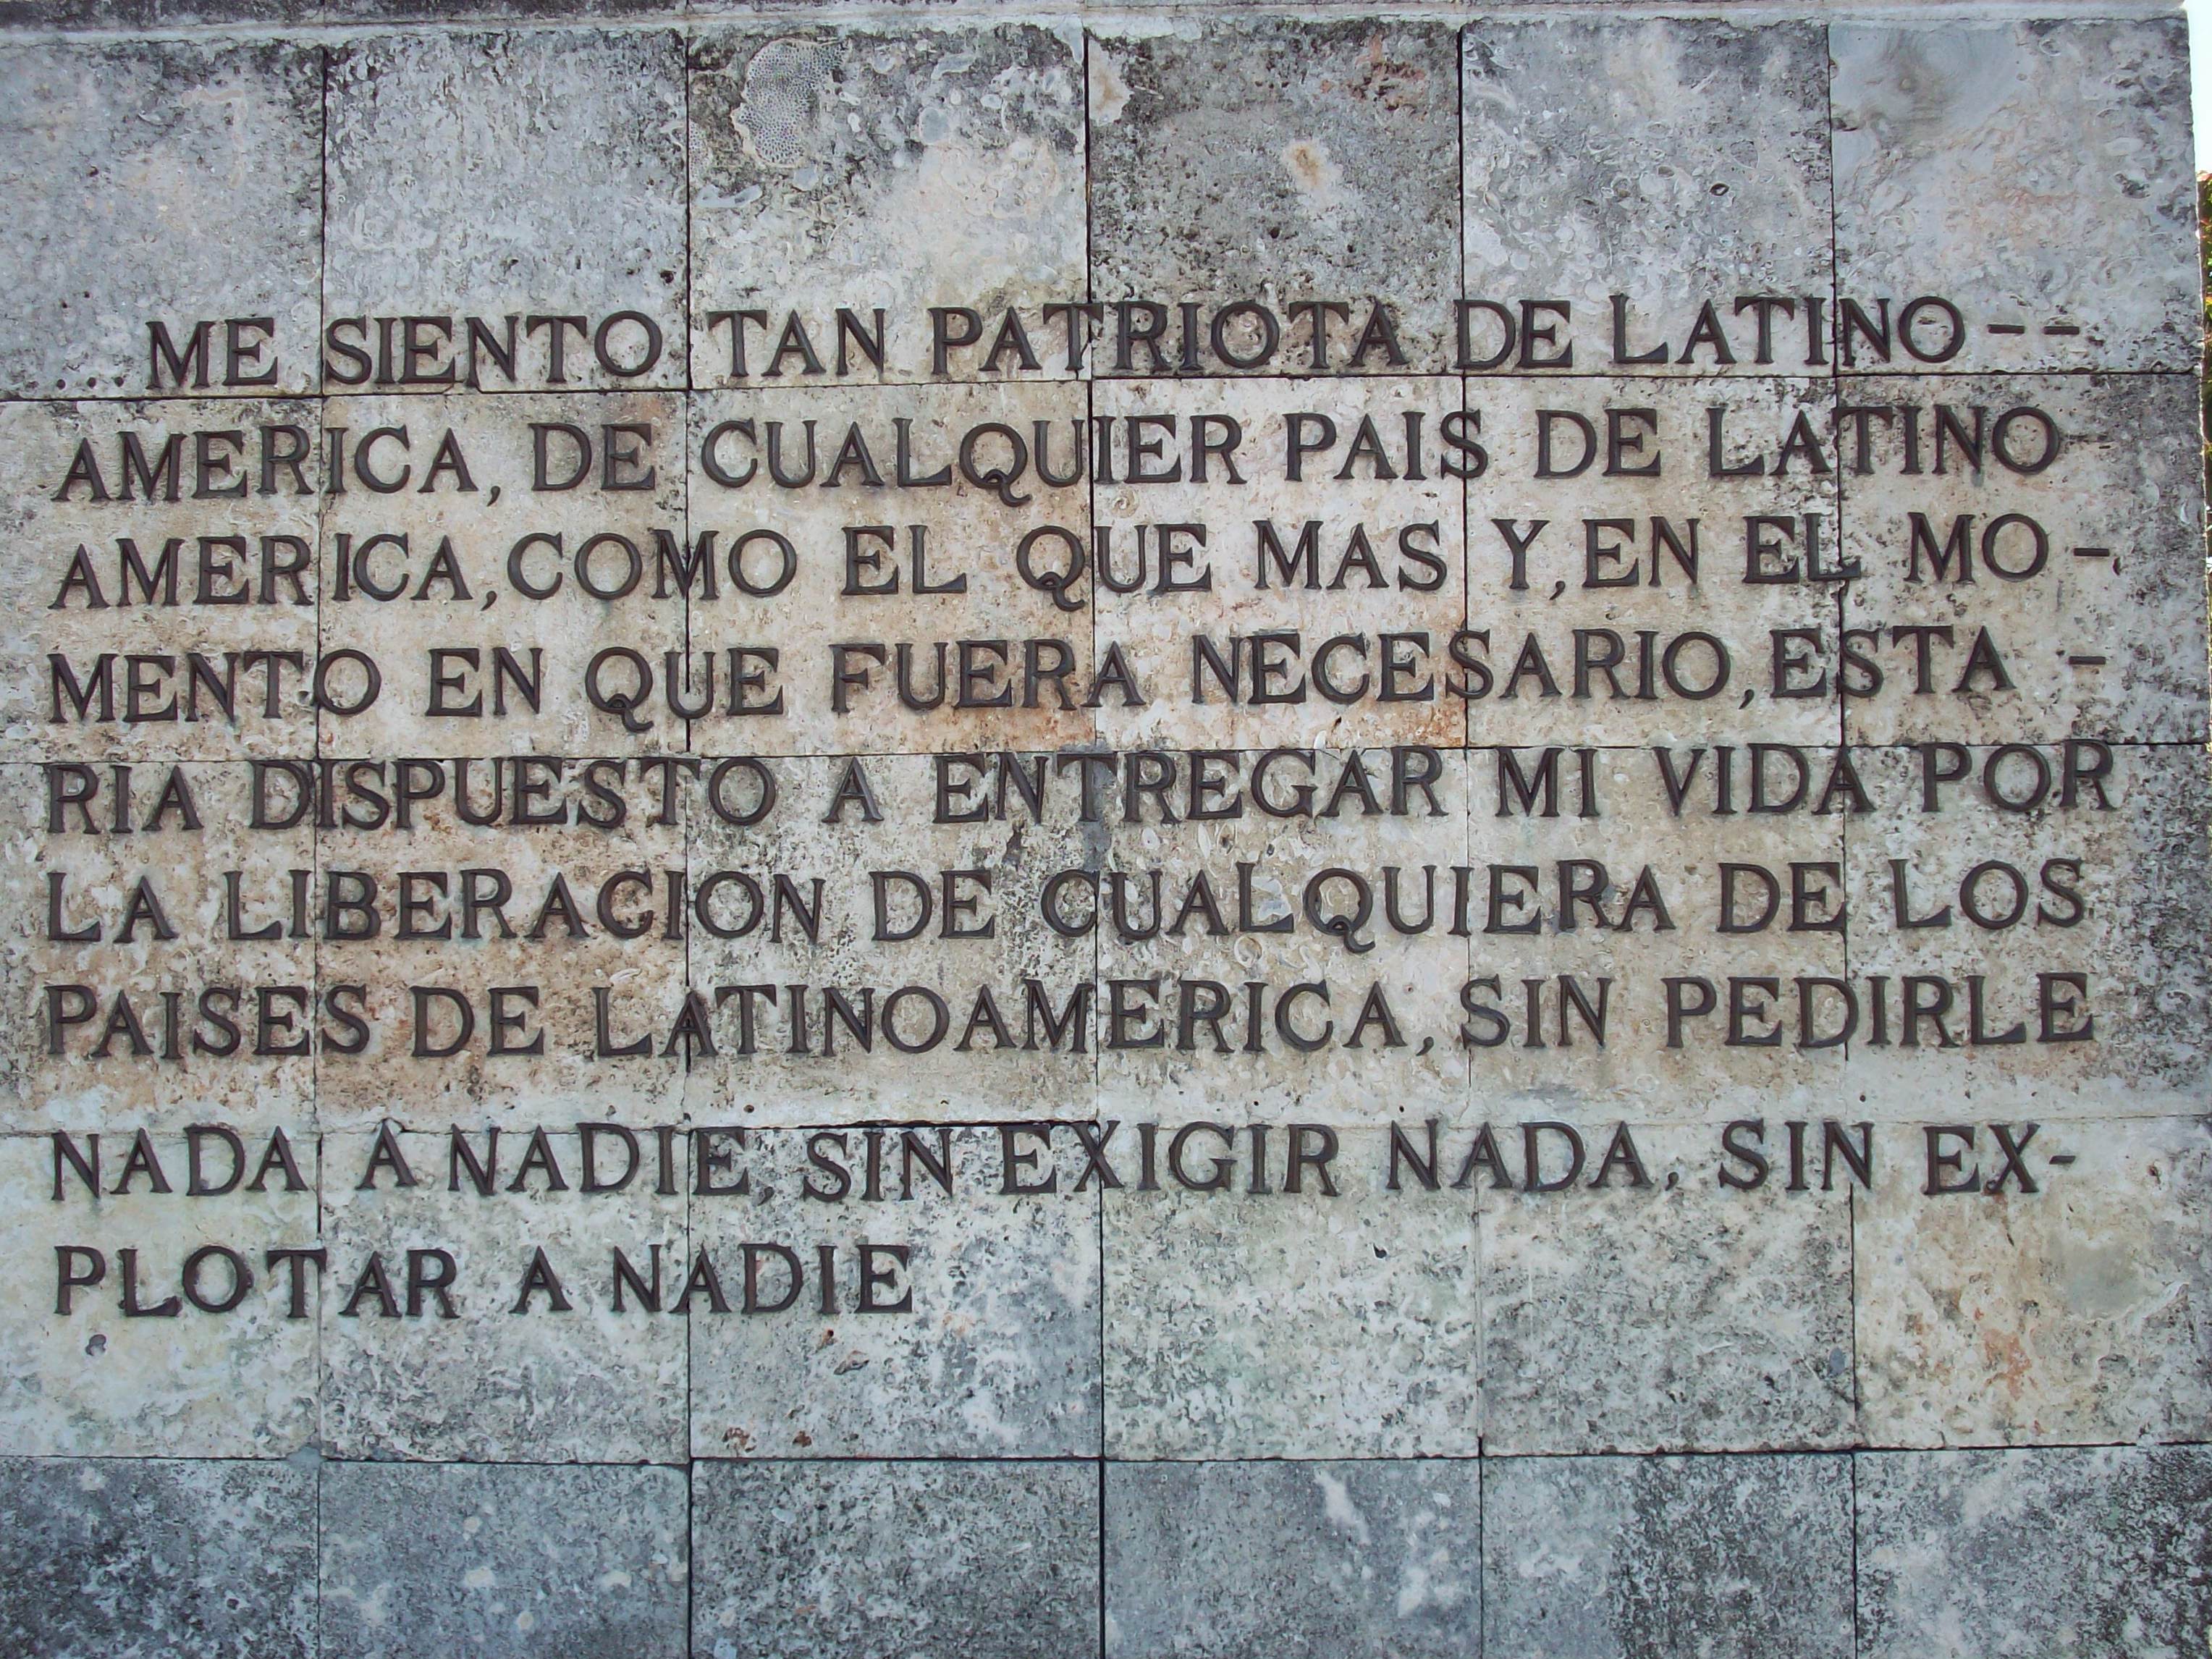 ...ME SIENTO TAN PATRIOTA DE LATINO--
AMERICA, DE CUALQUIER PAIS DE LATINO
AMERICA, COMO EL QUE MAS Y, EN EL MO-
MENTO EN QUE FUERA NECESARIO, ESTA-
RIA DISPUESTO A ENTREGAR MI VIDA POR
LA LIBERACION DE CUALQUIERA DE LOS
PAISES DE LATINOAMERICA, SIN PEDIRLE
NADA A NADIE, SIN EXIGIR NADA, SIN EX-
PLOTAR A NADIE